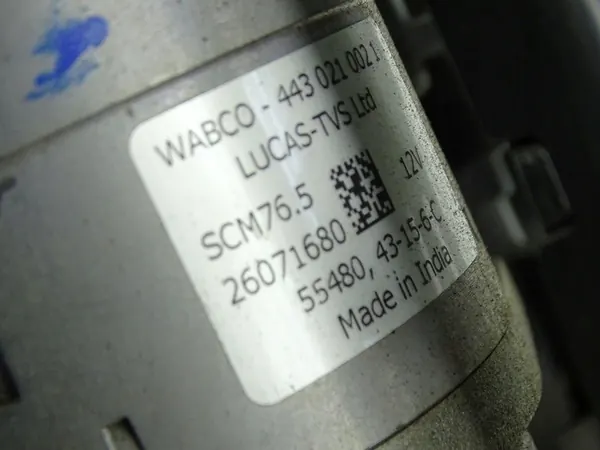 WABCO - 443 021 002 1
LUCAS-TVS Ltd
SCM76.5
12V
26071680
55480, 43-15-6-C
Made in India